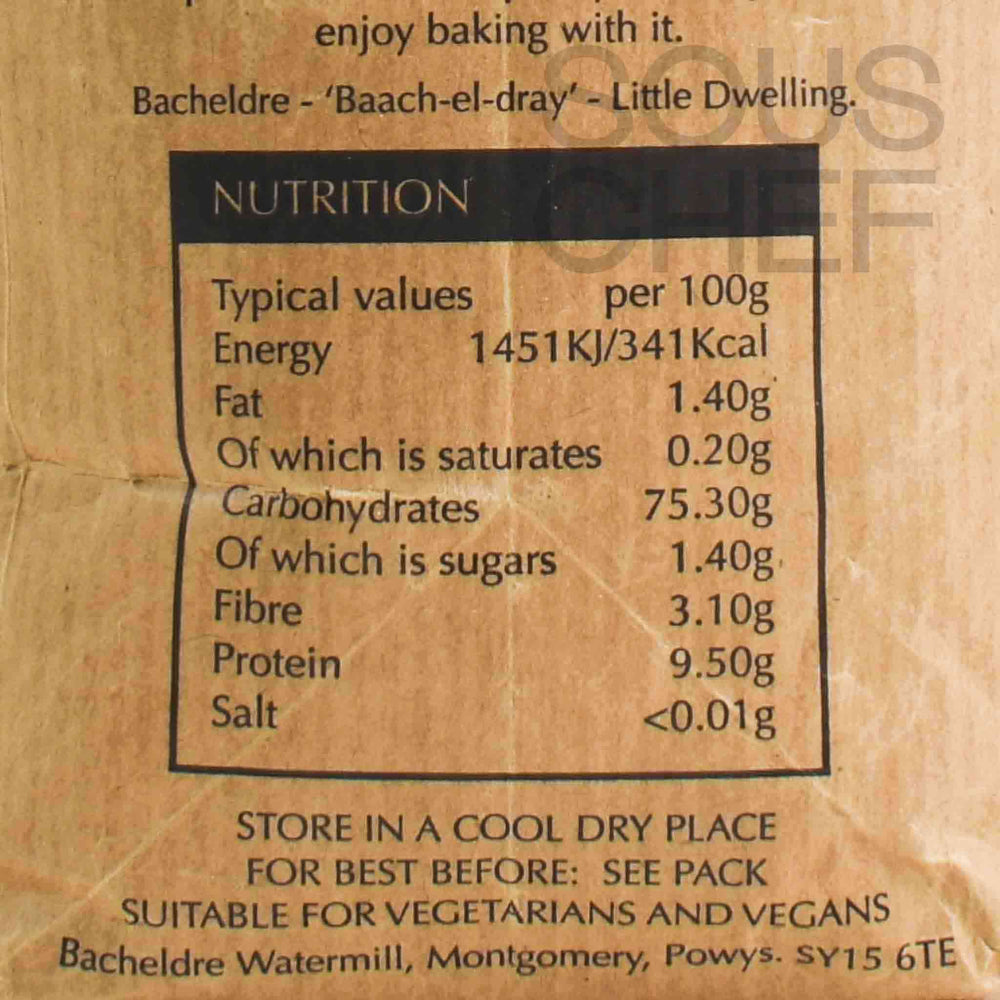 enjoy baking with it.
Bacheldre - 'Baach-el-dray' - Little Dwelling.
SOUS
CHEF
NUTRITION
Typical values per 100g
Energy 1451KJ/341Kcal
Fat 1.40g
Of which is saturates 0.20g
Carbohydrates 75.30g
Of which is sugars 1.40g
Fibre 3.10g
Protein 9.50g
Salt <0.01g
STORE IN A COOL DRY PLACE
FOR BEST BEFORE: SEE PACK
SUITABLE FOR VEGETARIANS AND VEGANS
Bacheldre Watermill, Montgomery, Powys. SY15 6TE